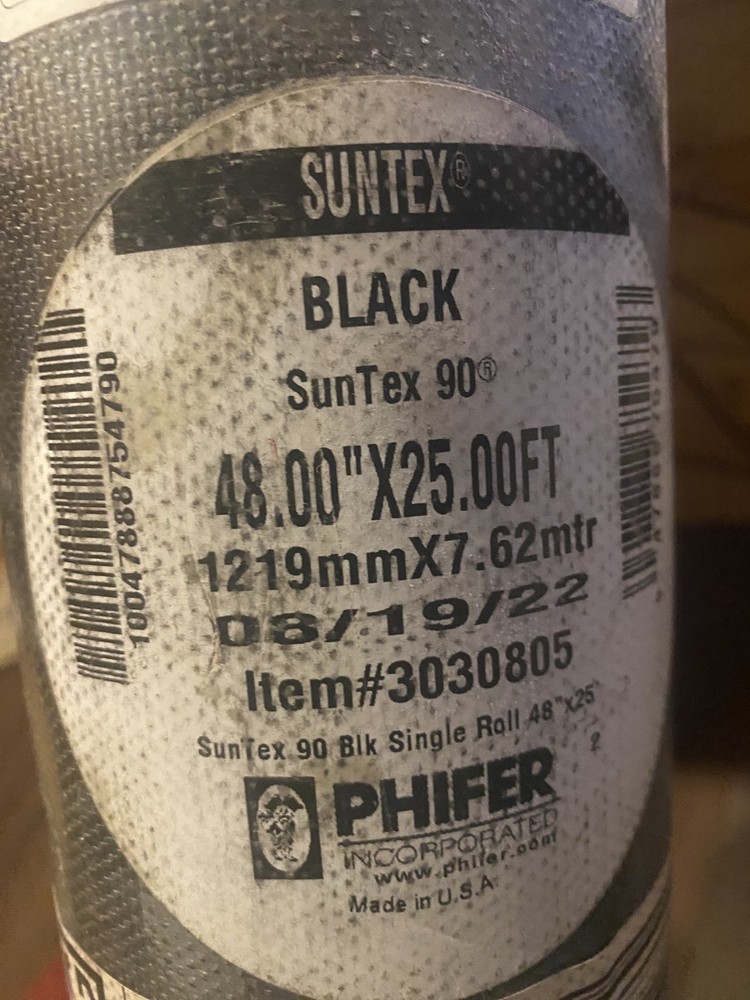 SUNTEX®
BLACK
SunTex 90®
48.00"X25.00FT
1219mmX7.62mtr
08/19/22
Item#3030805
SunTex 90 Blk Single Roll 48"x25'
2
PHIFER
INCORPORATED
www.phifer.com
Made in U.S.A.
10047888754790